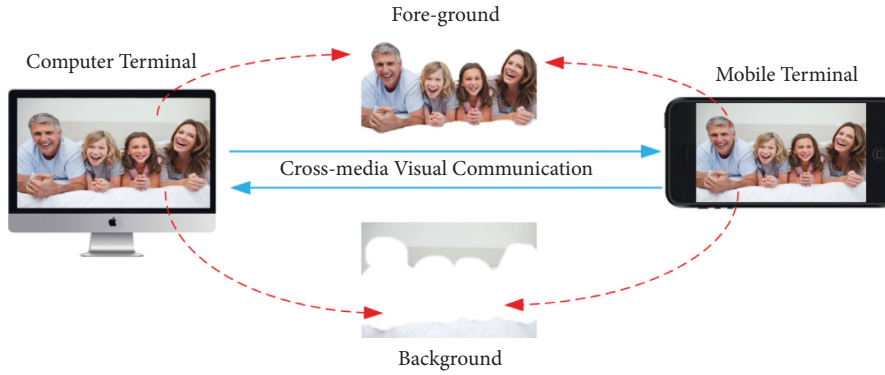 Fore-ground
Computer Terminal
Mobile Terminal
Cross-media Visual Communication
Background